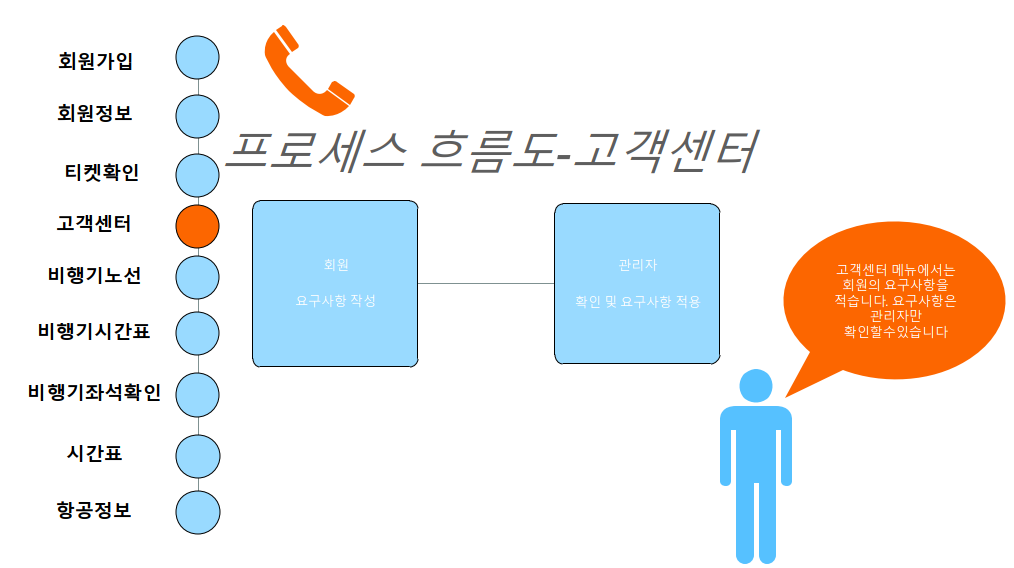 회원가입
회원정보
티켓확인
고객센터
비행기노선
비행기시간표
비행기좌석확인
시간표
항공정보
프로세스 흐름도-고객센터
회원
요구사항 작성
관리자
확인 및 요구사항 적용
고객센터 메뉴에서는
회원의 요구사항을
적습니다. 요구사항은
관리자만
확인할수있습니다